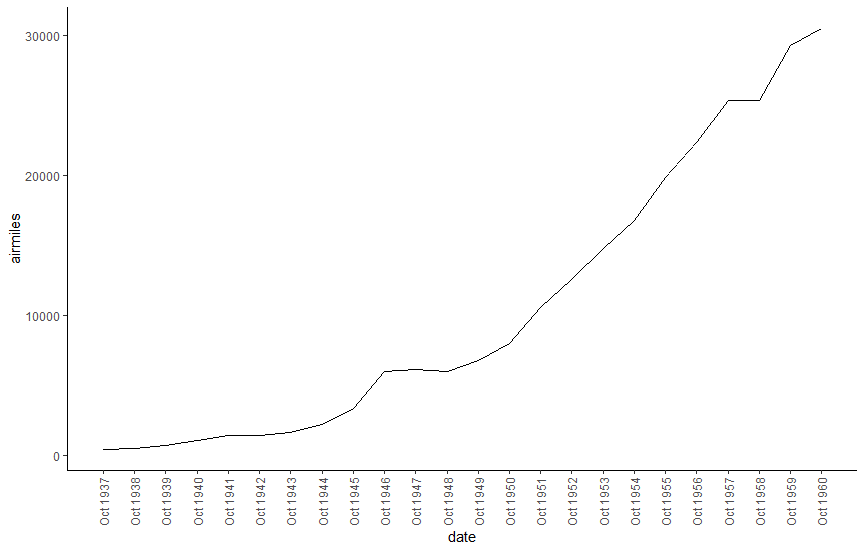 30000
20000
10000
0
airmiles
Oct 1937
Oct 1938
Oct 1939
Oct 1940
Oct 1941
Oct 1942
Oct 1943
Oct 1944
Oct 1945
Oct 1946
Oct 1947
Oct 1948
Oct 1949
Oct 1950
Oct 1951
Oct 1952
Oct 1953
Oct 1954
Oct 1955
Oct 1956
Oct 1957
Oct 1958
Oct 1959
Oct 1960
date